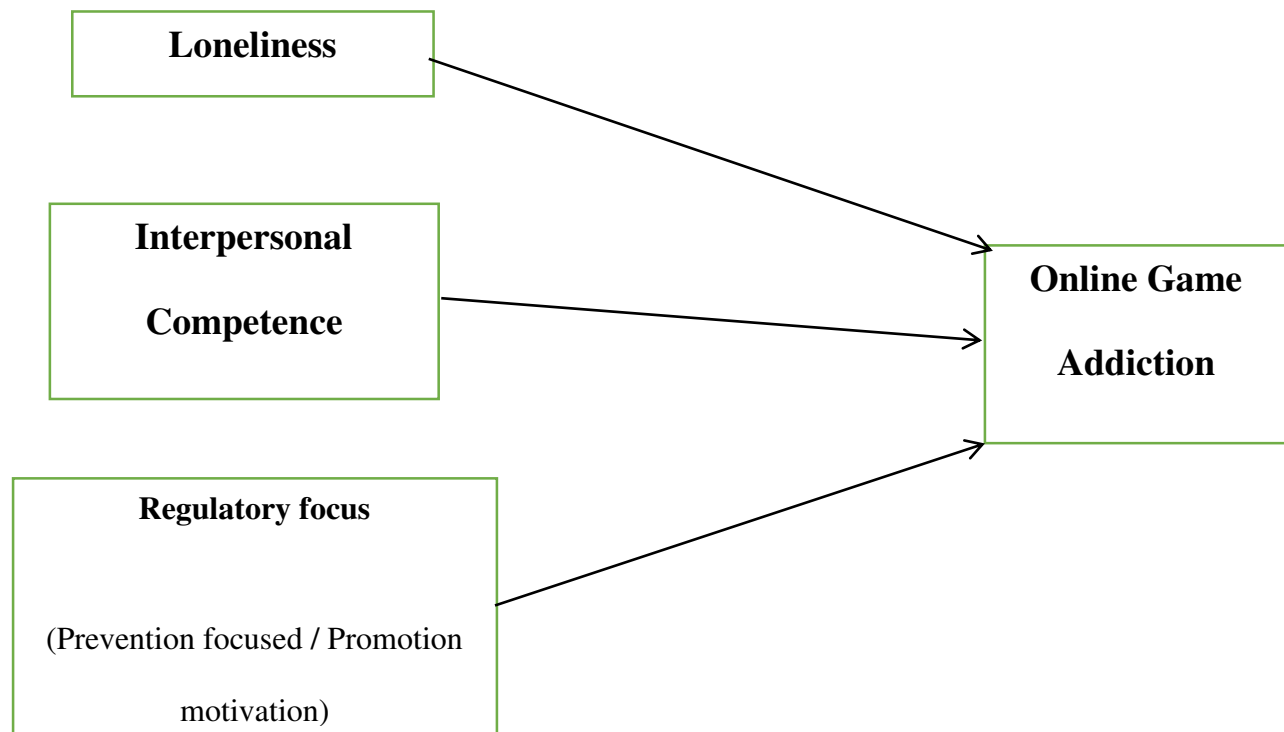 Loneliness
Interpersonal
Competence
Online Game
Addiction
Regulatory focus
(Prevention focused / Promotion
motivation)